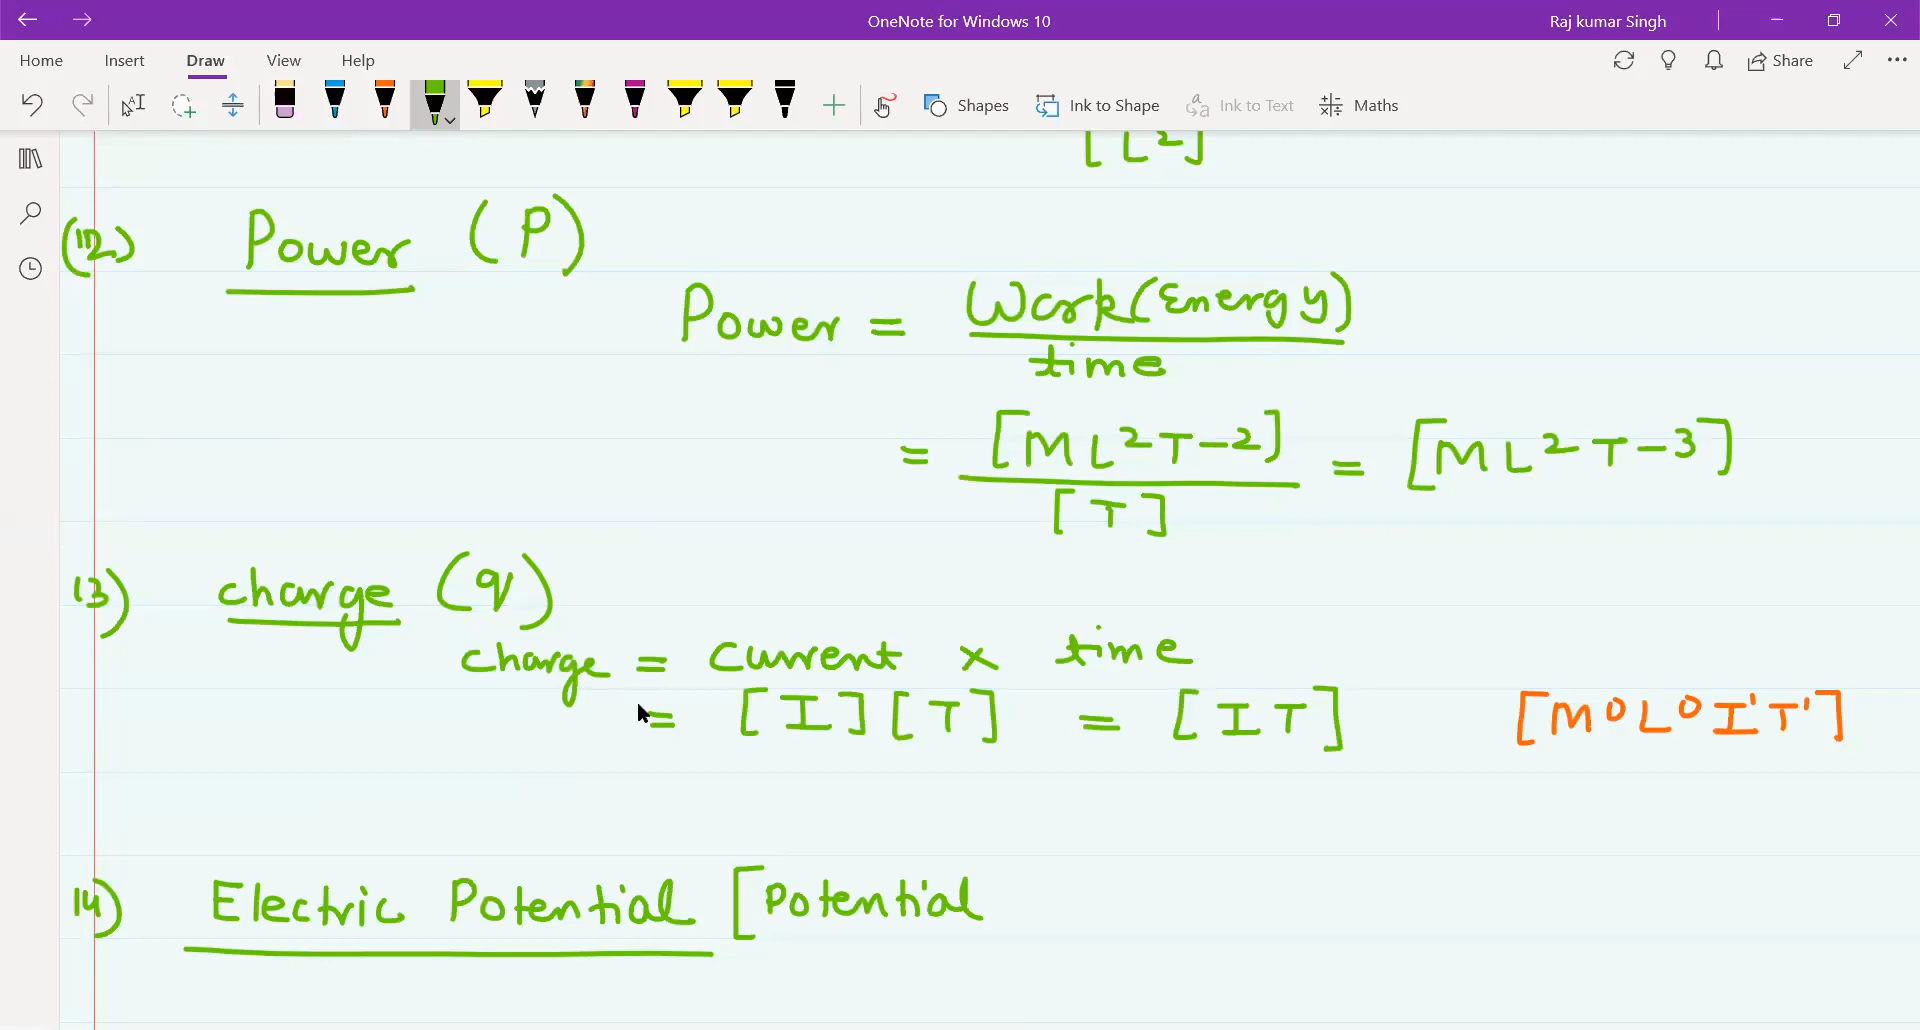 OneNote for Windows 10
Raj kumar Singh
Home Insert Draw View Help
Share
Shapes Ink to Shape Ink to Text Maths
[L²]
(12) Power (P)
Power = Work(Energy)
time
= [ML²T-2] = [ML²T-3]
[T]
13) charge (q)
charge = current × time
= [I][T] = [IT] [M⁰L⁰I¹T¹]
14) Electric Potential [Potential